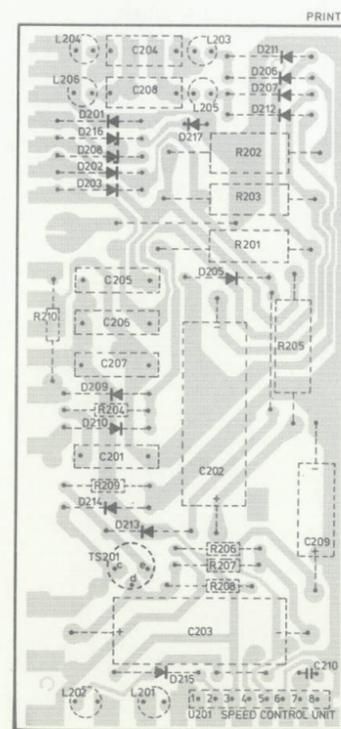 PRINT
L204
C204
L203
D211
L206
C208
D206
D207
L205
D212
D201
D217
D216
R202
D208
D202
D203
R203
R201
D205
C205
R210
C206
R205
C207
D209
R204
D210
C201
C202
R209
D214
D213
C209
TS201
R206
c e
R207
d
R208
C203
D215
C210
L202
L201
1 2 3 4 5 6 7 8
U201 SPEED CONTROL UNIT